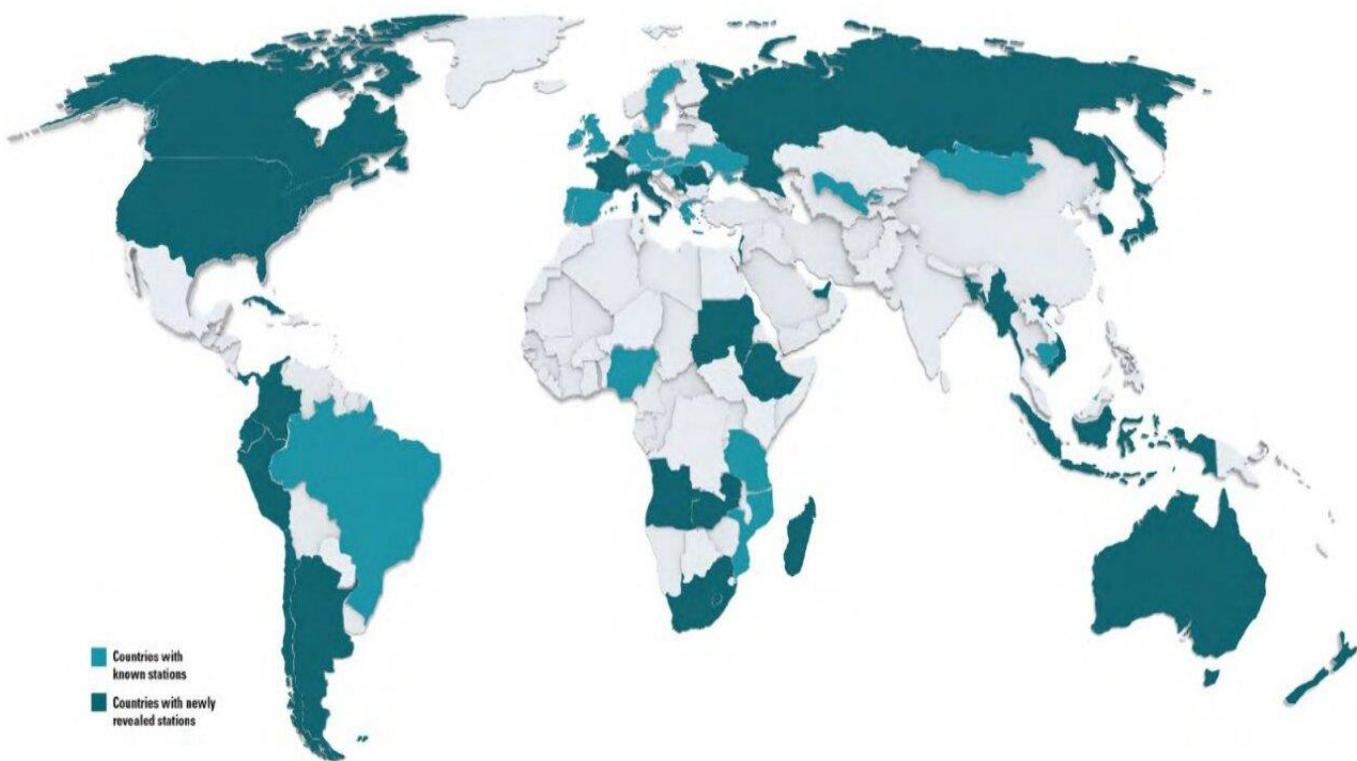 Countries with
known stations
Countries with newly
revealed stations